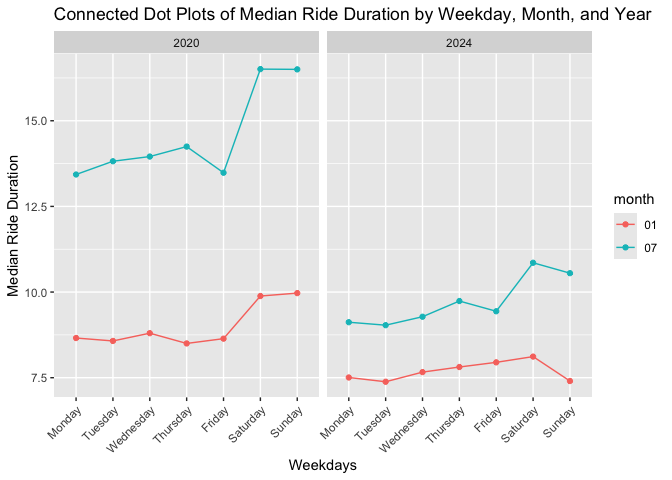 Connected Dot Plots of Median Ride Duration by Weekday, Month, and Year
2020
2024
Median Ride Duration
15.0
12.5
10.0
7.5
Monday
Tuesday
Wednesday
Thursday
Friday
Saturday
Sunday
Monday
Tuesday
Wednesday
Thursday
Friday
Saturday
Sunday
Weekdays
month
01
07